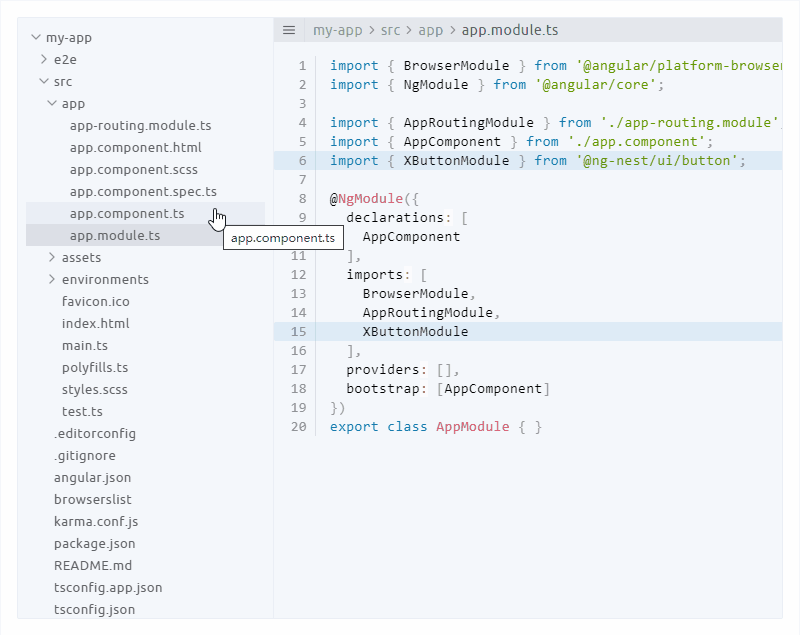 my-app
e2e
src
app
app-routing.module.ts
app.component.html
app.component.scss
app.component.spec.ts
app.component.ts
app.module.ts
assets
environments
favicon.ico
index.html
main.ts
polyfills.ts
styles.scss
test.ts
.editorconfig
.gitignore
angular.json
browserslist
karma.conf.js
package.json
README.md
tsconfig.app.json
tsconfig.json
app.component.ts
my-app > src > app > app.module.ts
1 import { BrowserModule } from '@angular/platform-browser
2 import { NgModule } from '@angular/core';
3
4 import { AppRoutingModule } from './app-routing.module'
5 import { AppComponent } from './app.component';
6 import { XButtonModule } from '@ng-nest/ui/button';
7
8 @NgModule({
9 declarations: [
AppComponent
11 ],
12 imports: [
13 BrowserModule,
14 AppRoutingModule,
15 XButtonModule
16 ],
17 providers: [],
18 bootstrap: [AppComponent]
19 })
20 export class AppModule { }